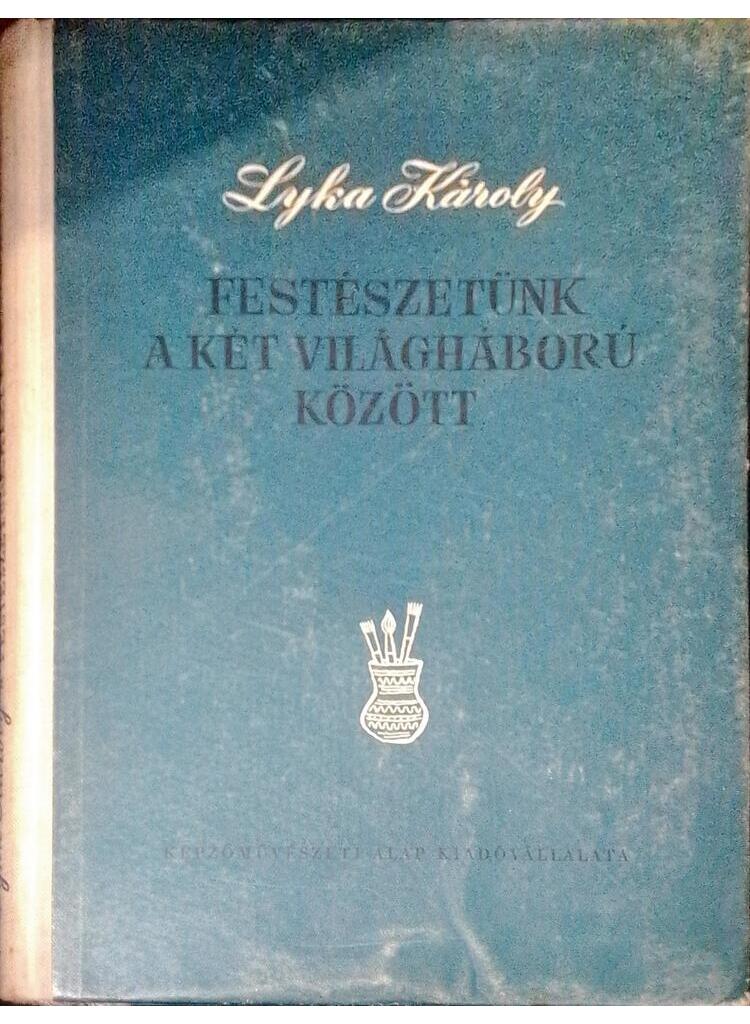 Lyka Károly
FESTÉSZETÜNK
A KÉT VILÁGHÁBORÚ
KÖZÖTT
KÉPZŐMŰVÉSZETI ALAP KIADÓVÁLLALATA